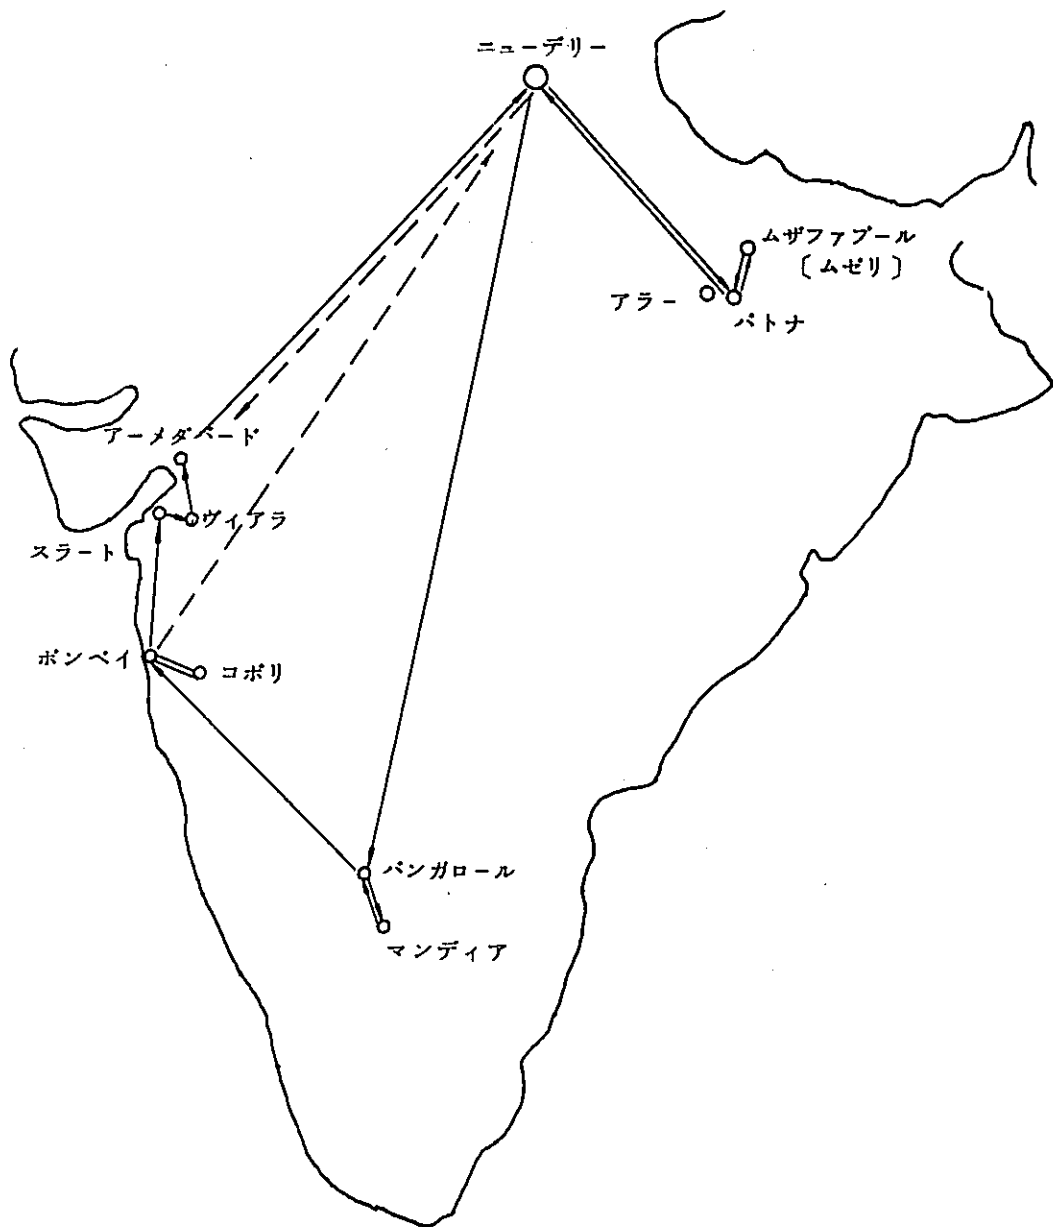 ニューデリー
ムザファプール
〔ムゼリ〕
アラー
パトナ
アーメダバード
ヴィアラ
スラート
ボンベイ
コポリ
バンガロール
マンディア